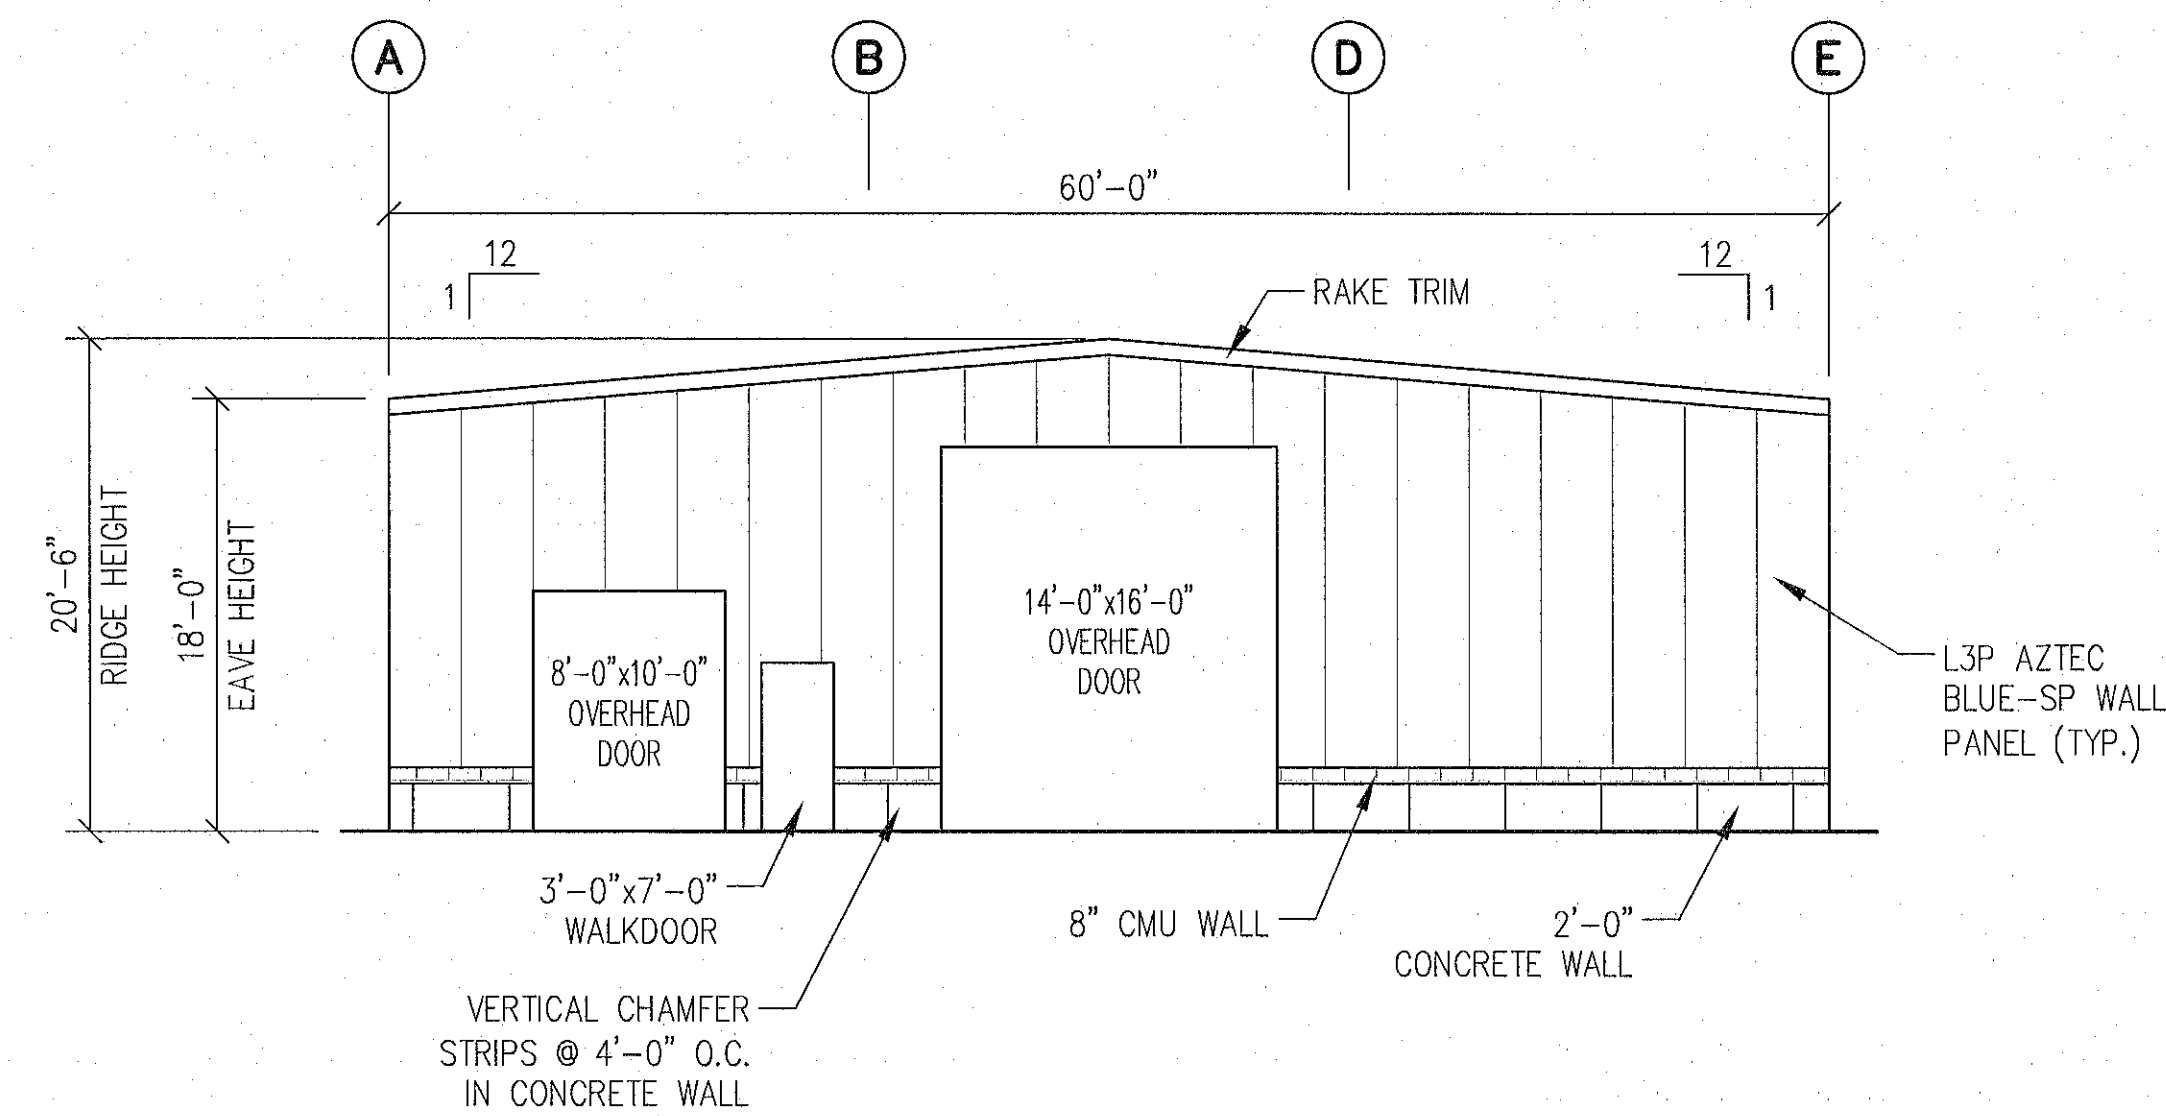 A B D E
60'-0"
12 12
1 1
RAKE TRIM
20'-6"
RIDGE HEIGHT
18'-0"
EAVE HEIGHT
8'-0"x10'-0"
OVERHEAD
DOOR
14'-0"x16'-0"
OVERHEAD
DOOR
L3P AZTEC
BLUE-SP WALL
PANEL (TYP.)
3'-0"x7'-0"
WALKDOOR
8" CMU WALL
2'-0"
CONCRETE WALL
VERTICAL CHAMFER
STRIPS @ 4'-0" O.C.
IN CONCRETE WALL